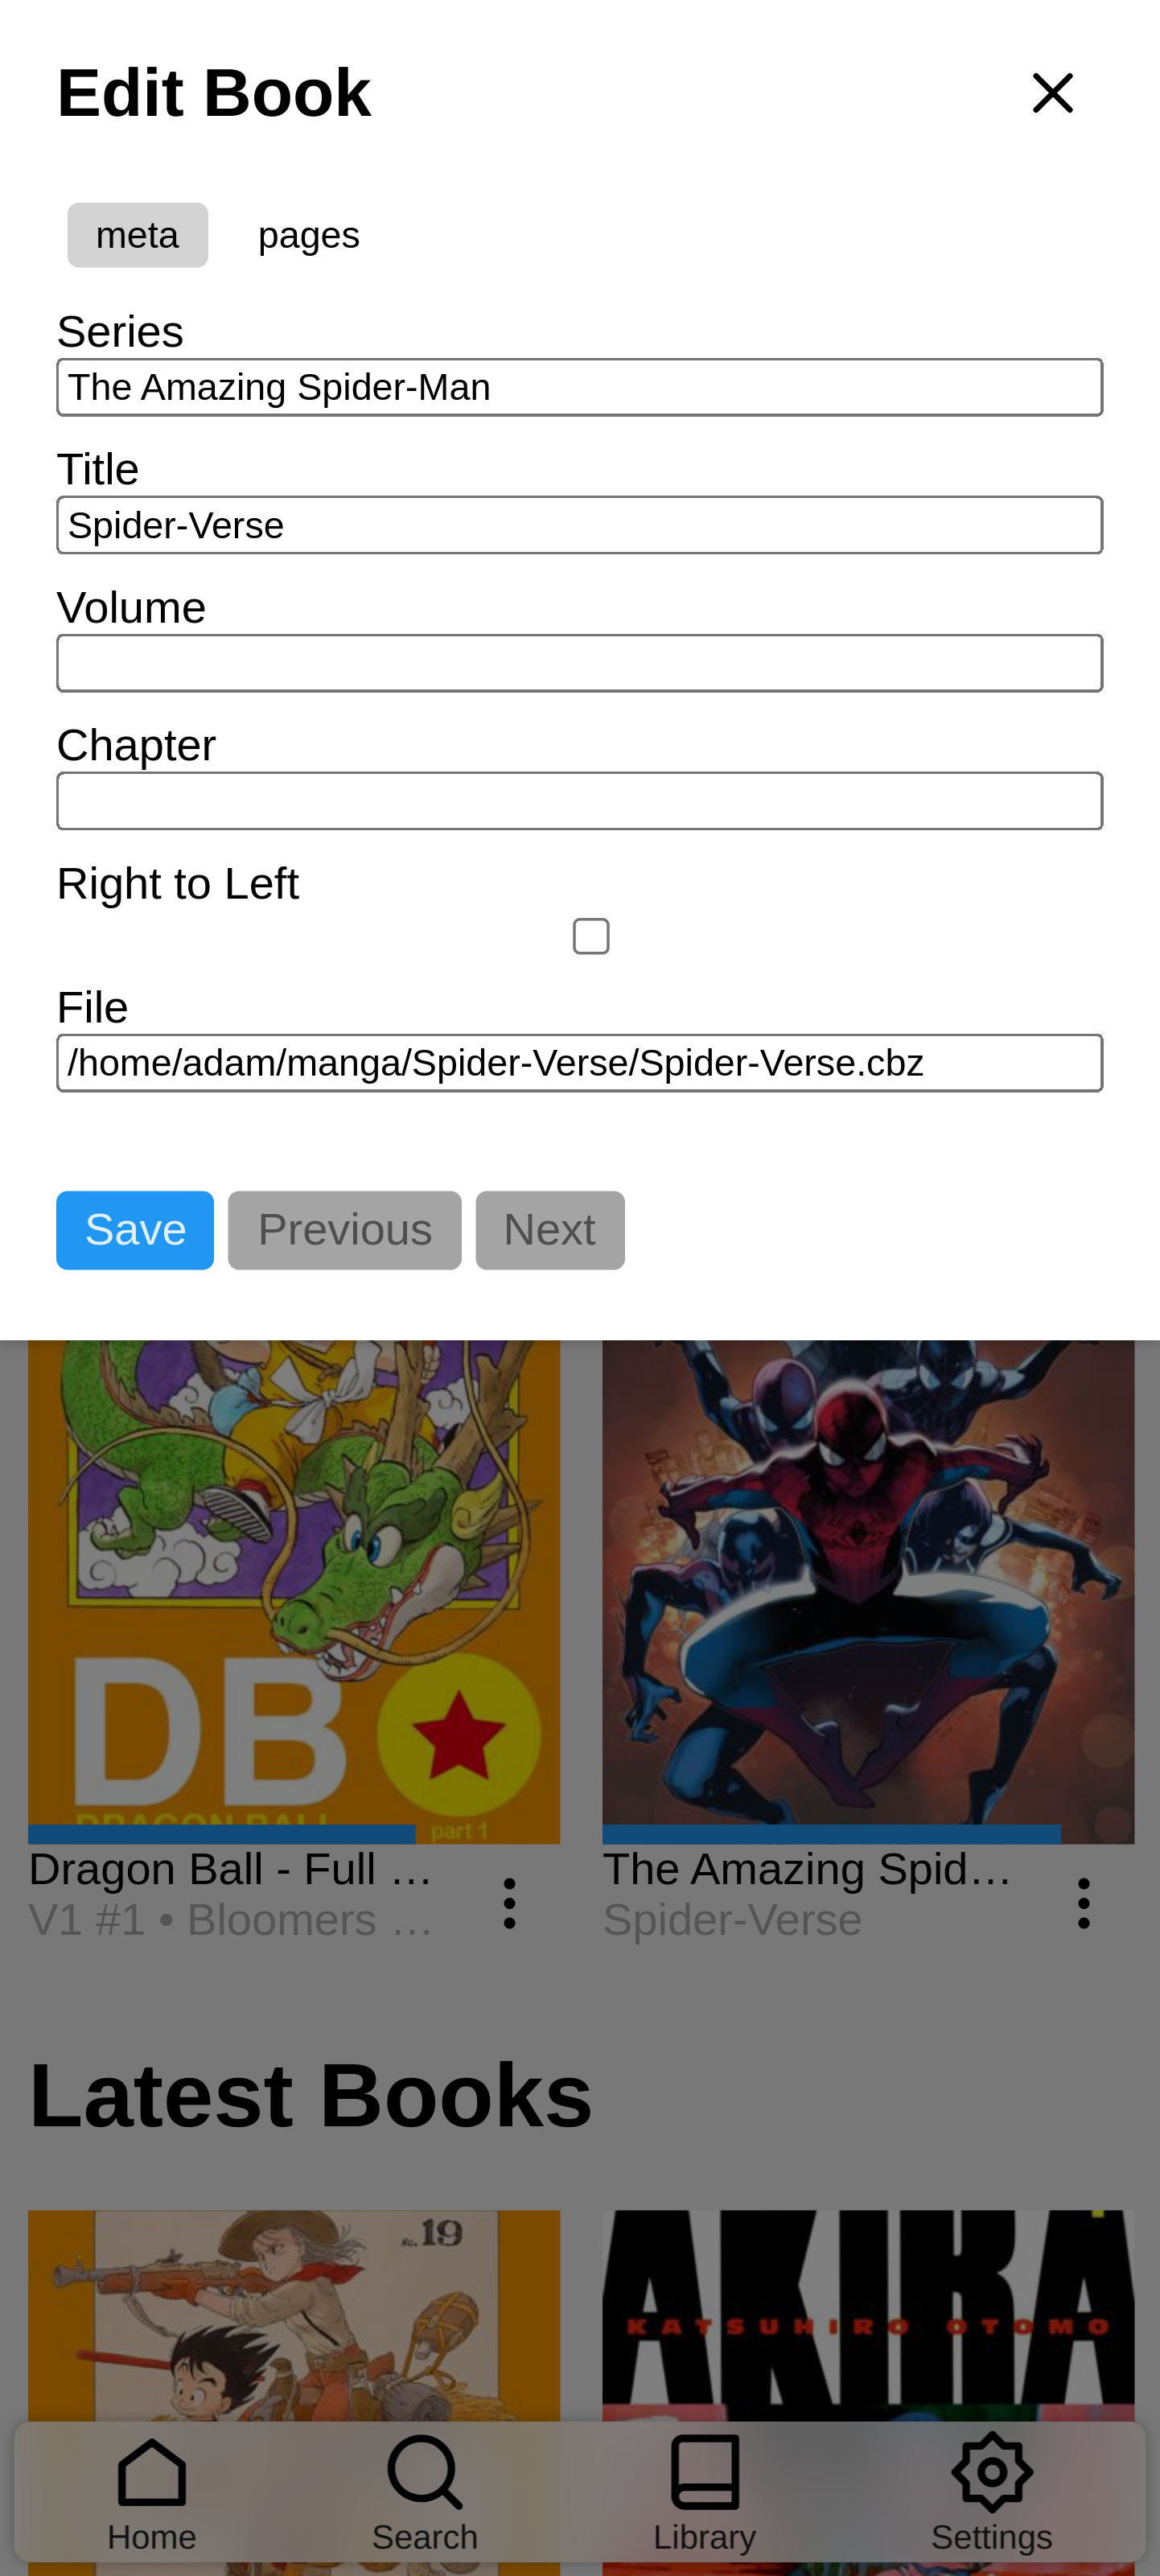 Edit Book
meta pages
Series
The Amazing Spider-Man
Title
Spider-Verse
Volume
Chapter
Right to Left
File
/home/adam/manga/Spider-Verse/Spider-Verse.cbz
Save Previous Next
DB
DRAGON BALL
part 1
Dragon Ball - Full …
V1 #1 • Bloomers …
The Amazing Spid…
Spider-Verse
Latest Books
No. 19
AKIRA
KATSUHIRO OTOMO
Home Search Library Settings